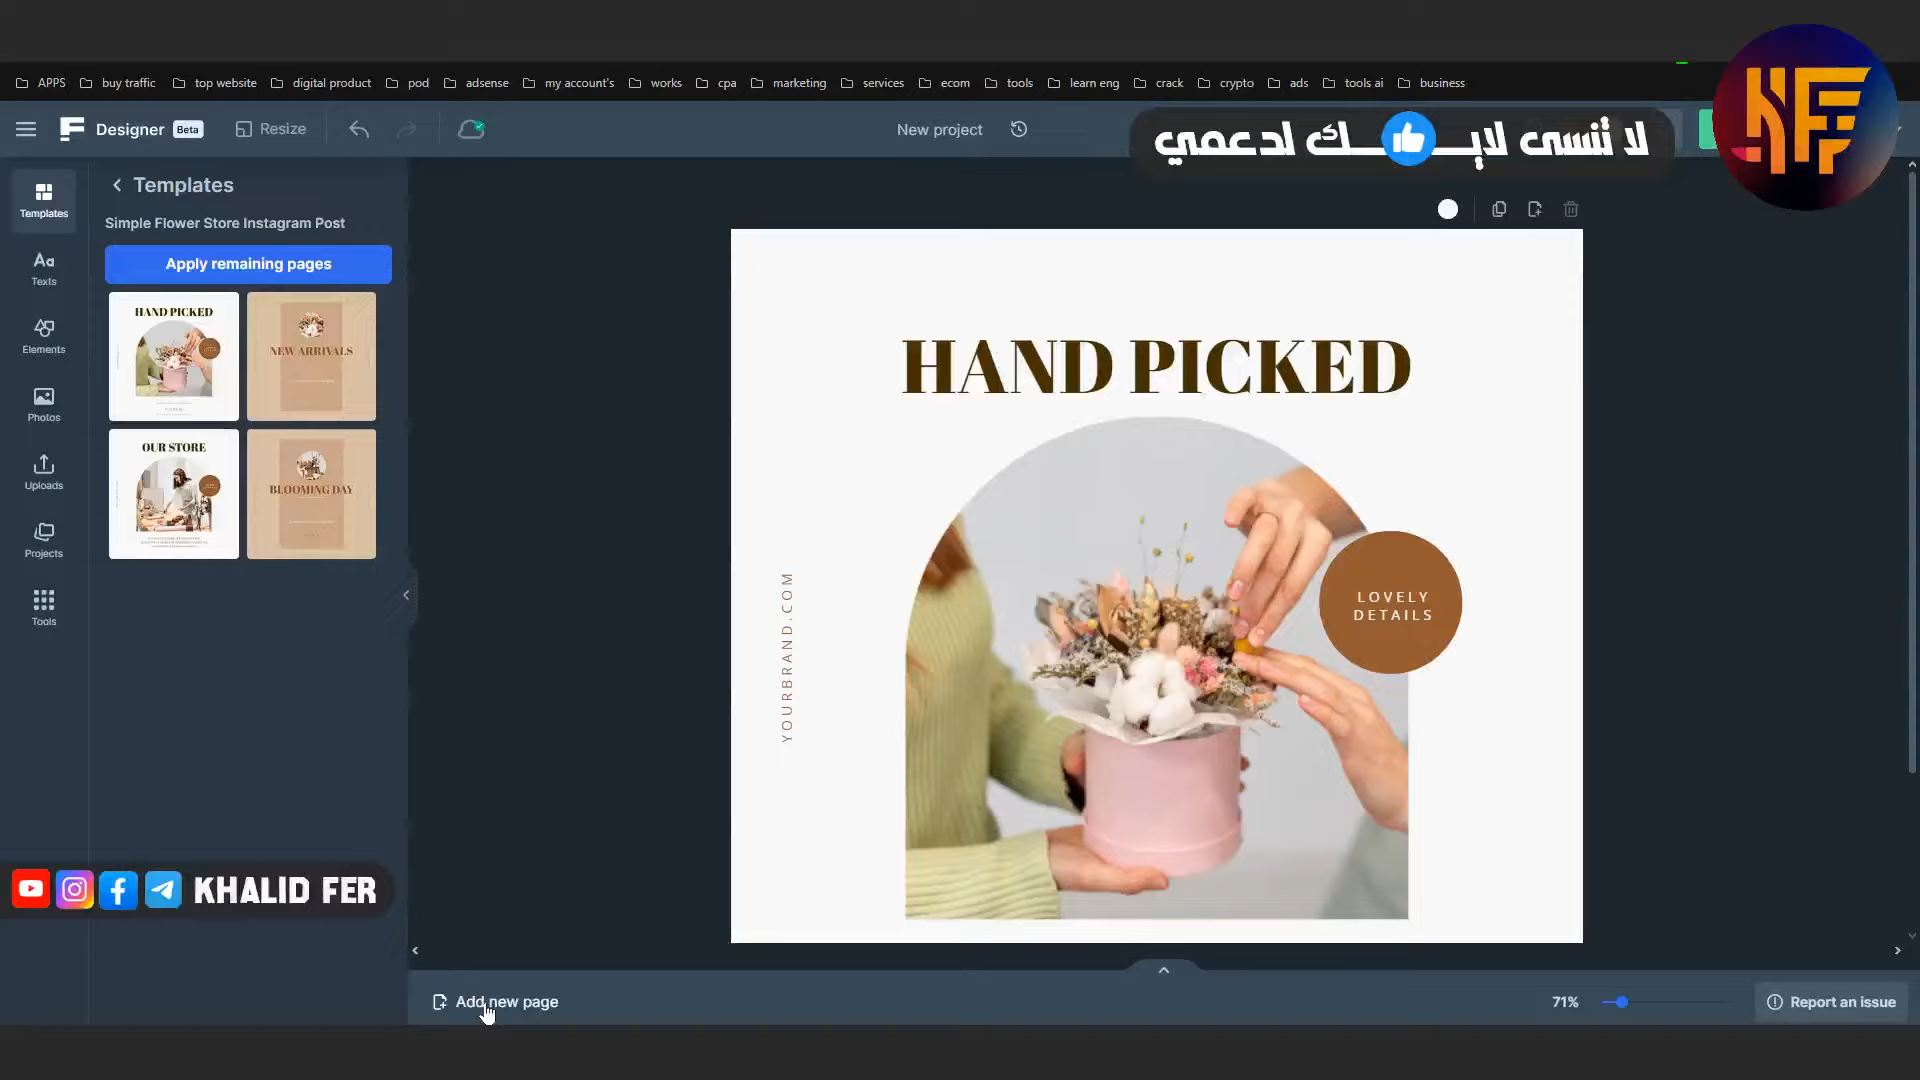 APPS buy traffic top website digital product pod adsense my account's works cpa marketing services ecom tools learn eng crack crypto ads tools ai business
Designer Beta Resize
New project
لا تنسى لايـــك لدعمي
Templates
Templates
Simple Flower Store Instagram Post
Apply remaining pages
HAND PICKED
NEW ARRIVALS
OUR STORE
BLOOMING DAY
Texts
Elements
Photos
Uploads
Projects
Tools
HAND PICKED
LOVELY
DETAILS
YOURBRAND.COM
KHALID FER
Add new page
71%
Report an issue